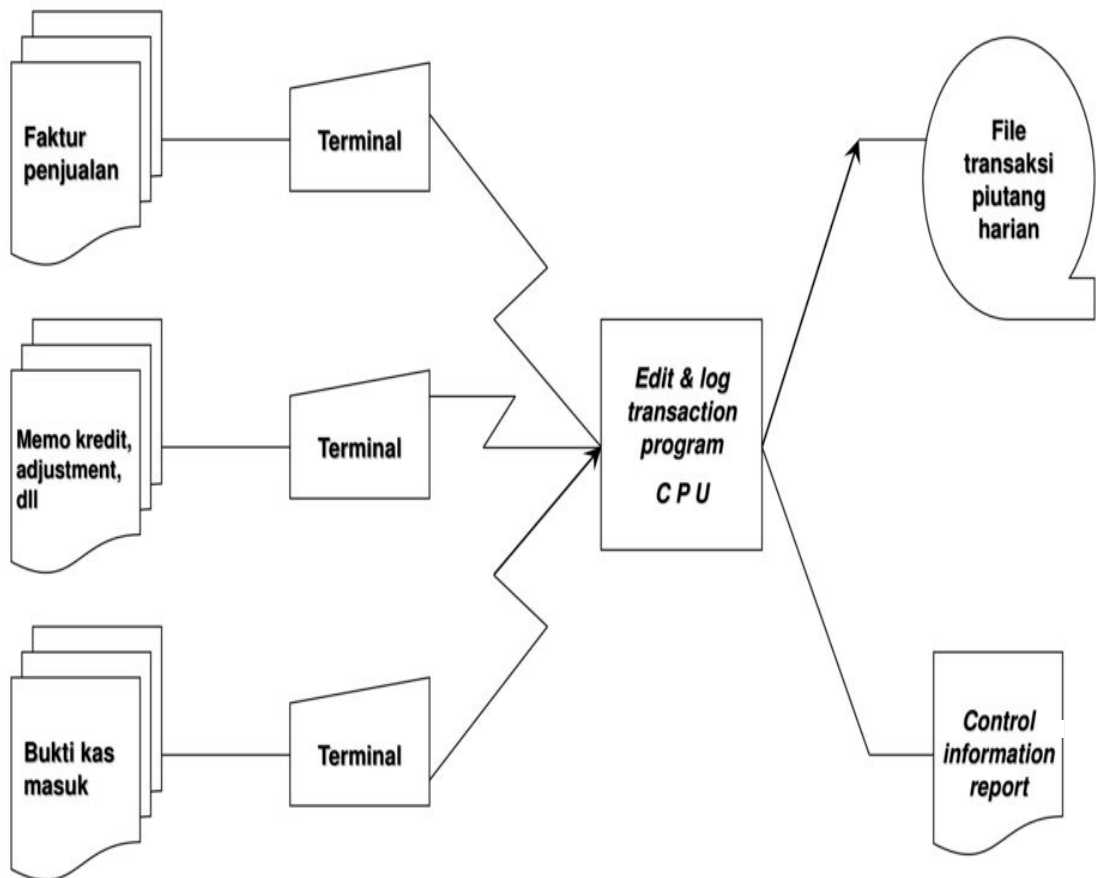 Faktur
penjualan
Terminal
File
transaksi
piutang
harian
Memo kredit,
adjustment,
dll
Terminal
Edit & log
transaction
program
C P U
Bukti kas
masuk
Terminal
Control
information
report